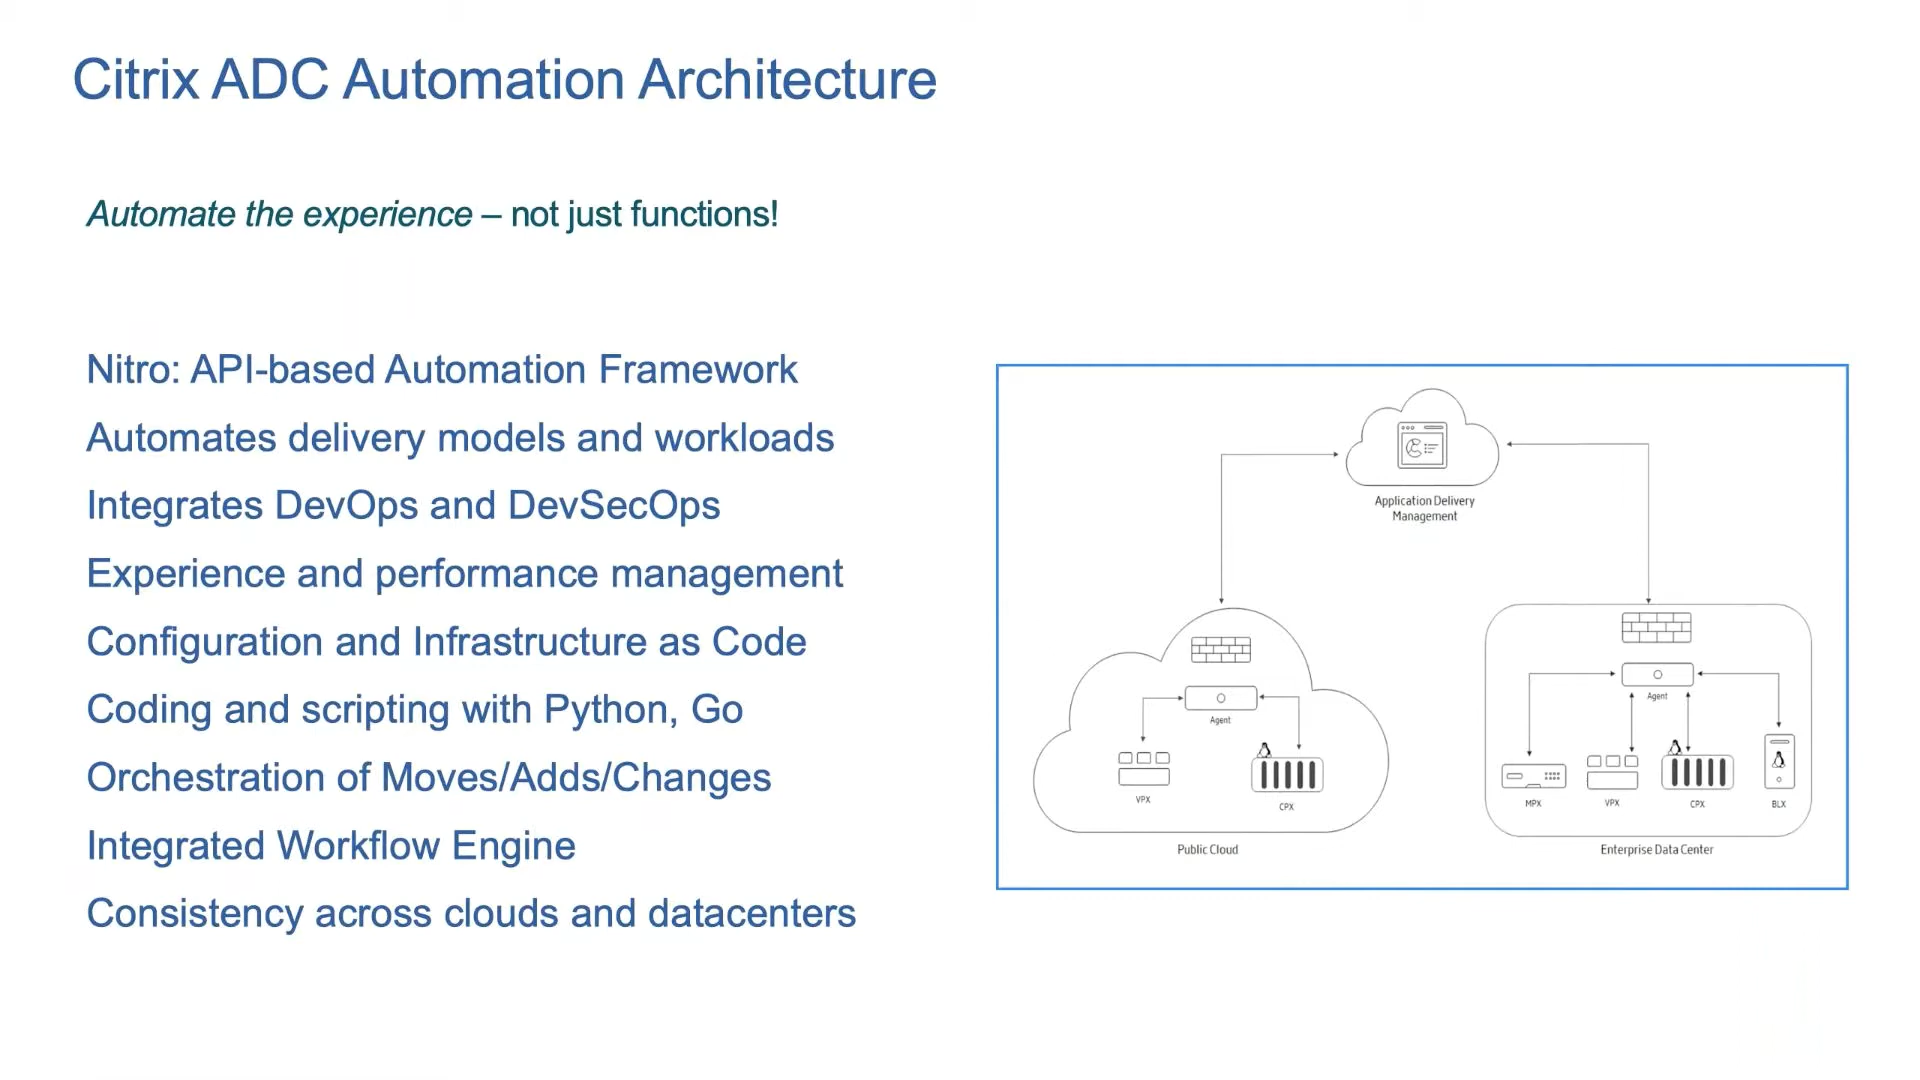 Citrix ADC Automation Architecture
Automate the experience – not just functions!
Nitro: API-based Automation Framework
Automates delivery models and workloads
Integrates DevOps and DevSecOps
Experience and performance management
Configuration and Infrastructure as Code
Coding and scripting with Python, Go
Orchestration of Moves/Adds/Changes
Integrated Workflow Engine
Consistency across clouds and datacenters
Application Delivery
Management
Agent
VPX
CPX
Public Cloud
Agent
MPX
VPX
CPX
BLX
Enterprise Data Center